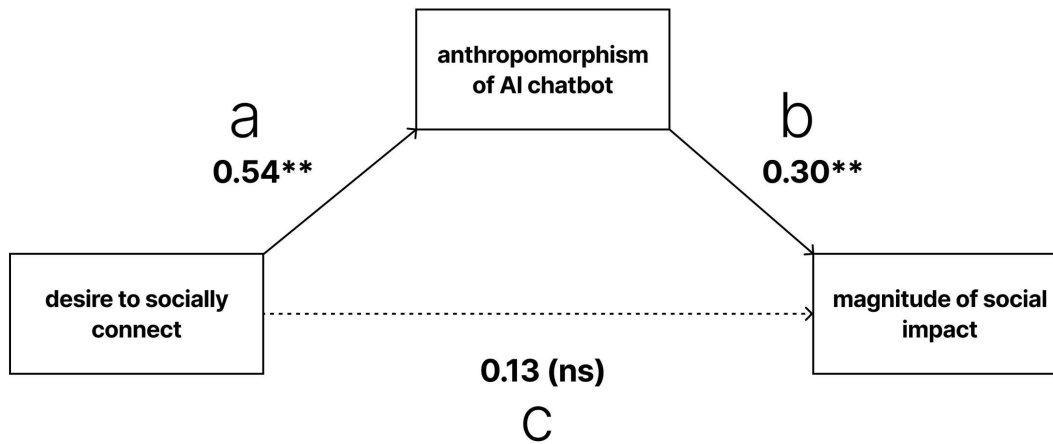 anthropomorphism
of AI chatbot
a
0.54**
b
0.30**
desire to socially
connect
magnitude of social
impact
0.13 (ns)
c